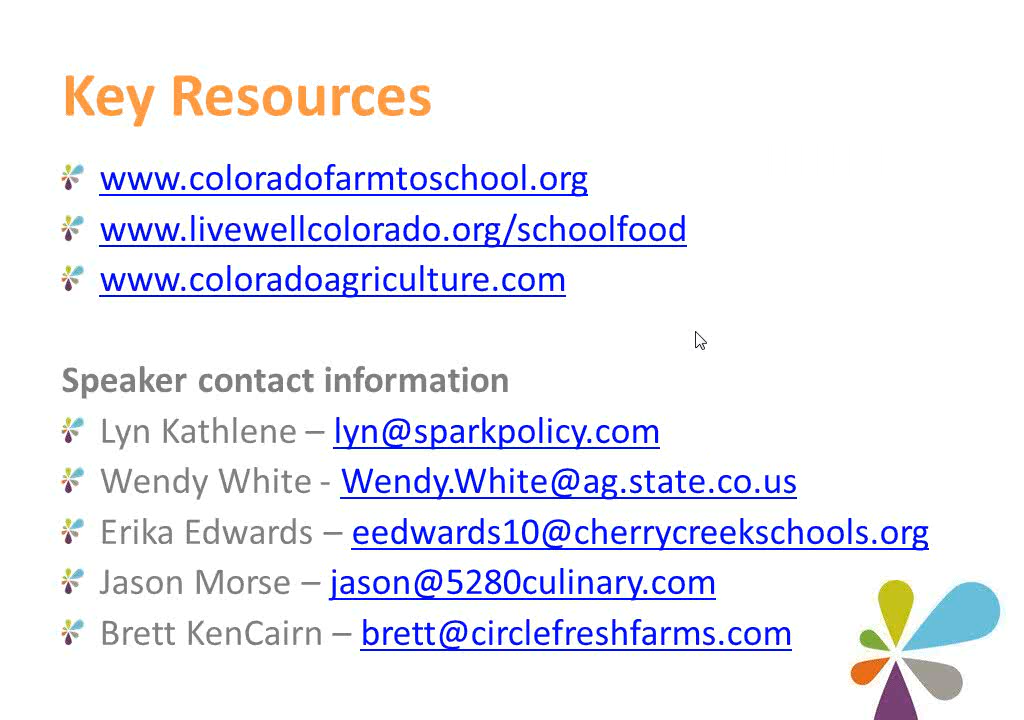 Key Resources
www.coloradofarmtoschool.org
www.livewellcolorado.org/schoolfood
www.coloradoagriculture.com
Speaker contact information
Lyn Kathlene – lyn@sparkpolicy.com
Wendy White - Wendy.White@ag.state.co.us
Erika Edwards – eedwards10@cherrycreekschools.org
Jason Morse – jason@5280culinary.com
Brett KenCairn – brett@circlefreshfarms.com